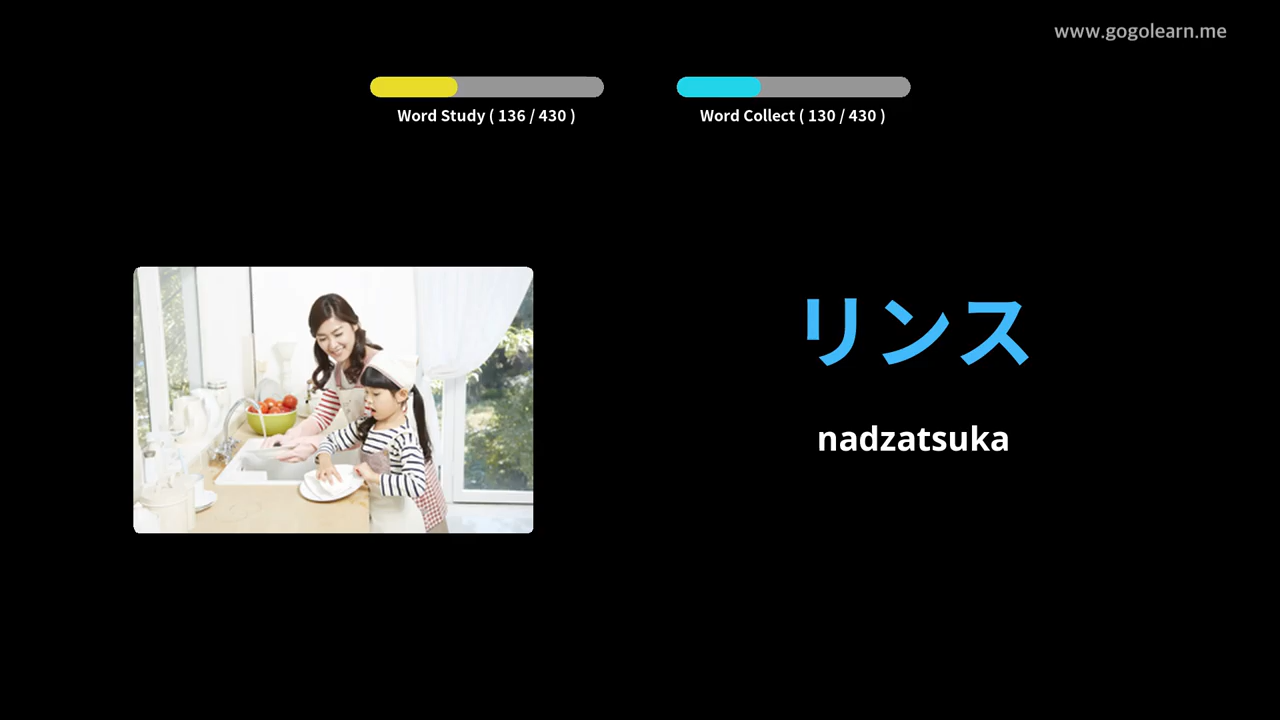 www.gogolearn.me
Word Study ( 136 / 430 )
Word Collect ( 130 / 430 )
リンス
nadzatsuka